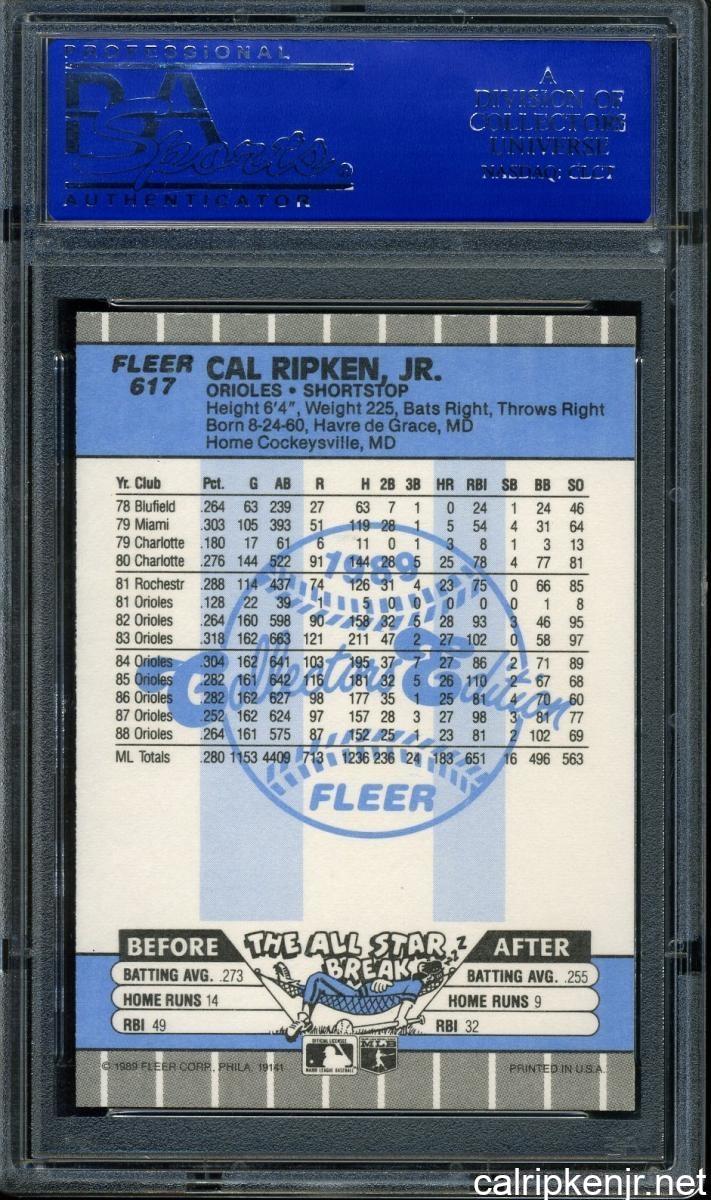 PROFESSIONAL
PSA
Sports®
AUTHENTICATOR
A
DIVISION OF
COLLECTORS
UNIVERSE
NASDAQ: CLCT
FLEER
617
CAL RIPKEN, JR.
ORIOLES • SHORTSTOP
Height 6'4", Weight 225, Bats Right, Throws Right
Born 8-24-60, Havre de Grace, MD
Home Cockeysville, MD
Yr. Club Pct. G AB R H 2B 3B HR RBI SB BB SO
78 Blufield .264 63 239 27 63 7 1 0 24 1 24 46
79 Miami .303 105 393 51 119 28 1 5 54 4 31 64
79 Charlotte .180 17 61 6 11 0 1 3 8 1 3 13
80 Charlotte .276 144 522 91 144 28 5 25 78 4 77 81
81 Rochestr .288 114 437 74 126 31 4 23 75 0 66 85
81 Orioles .128 22 39 1 5 0 0 0 0 0 1 8
82 Orioles .264 160 598 90 158 32 5 28 93 3 46 95
83 Orioles .318 162 663 121 211 47 2 27 102 0 58 97
84 Orioles .304 162 641 103 195 37 7 27 86 2 71 89
85 Orioles .282 161 642 116 181 32 5 26 110 2 67 68
86 Orioles .282 162 627 98 177 35 1 25 81 4 70 60
87 Orioles .252 162 624 97 157 28 3 27 98 3 81 77
88 Orioles .264 161 575 87 152 25 1 23 81 2 102 69
ML Totals .280 1153 4409 713 1236 236 24 183 651 16 496 563
1989
Collectors' Edition
FLEER
BEFORE
BATTING AVG. .273
HOME RUNS 14
RBI 49
THE ALL STAR
BREAK
z-z-Z
AFTER
BATTING AVG. .255
HOME RUNS 9
RBI 32
OFFICIAL LICENSEE
MAJOR LEAGUE BASEBALL
MLB
© 1989 FLEER CORP., PHILA. 19141
PRINTED IN U.S.A.
calripkenjr.net